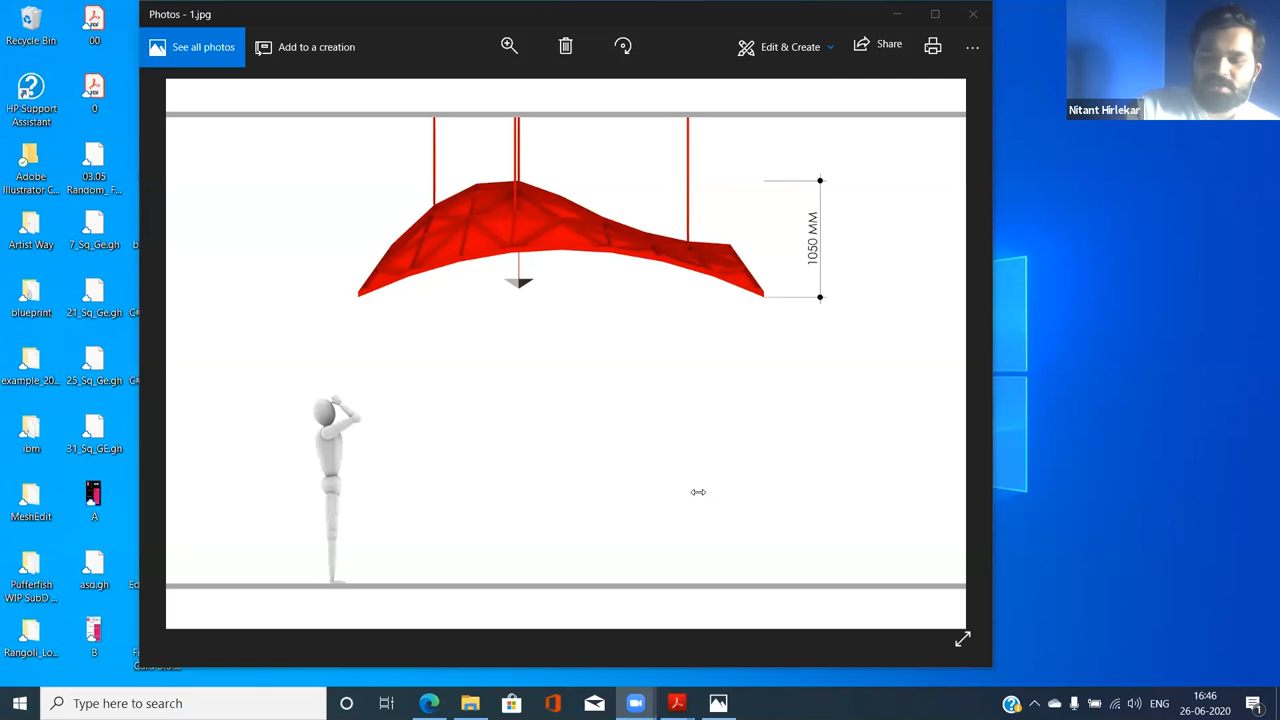 Photos - 1.jpg
See all photos
Add to a creation
Edit & Create
Share
Nitant Hirlekar
1050 MM
Recycle Bin
00
HP Support
Assistant
0
Adobe
Illustrator C...
03.05
Random_ F...
Artist Way
7_Sq_Ge.gh
blueprint
21_Sq_Ge.gh
example_20...
25_Sq_Ge.gh
ibm
31_Sq_GE.gh
MeshEdit
A
Pufferfish
WIP SubD ...
asd.gh
Rangoli_Lo...
B
Type here to search
ENG
16:46
26-06-2020
1